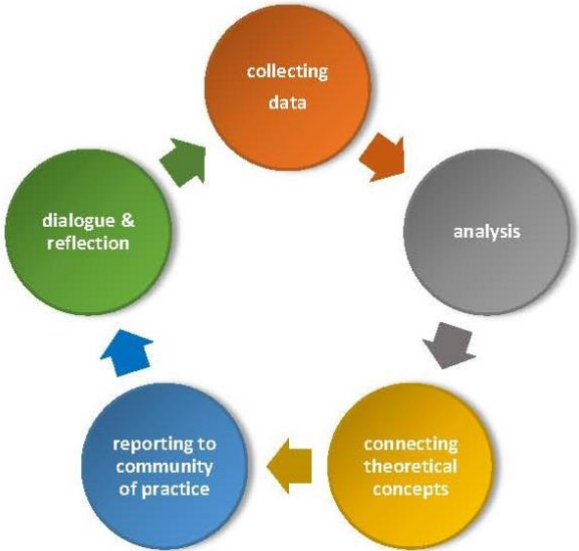 collecting
data
analysis
connecting
theoretical
concepts
reporting to
community
of practice
dialogue &
reflection